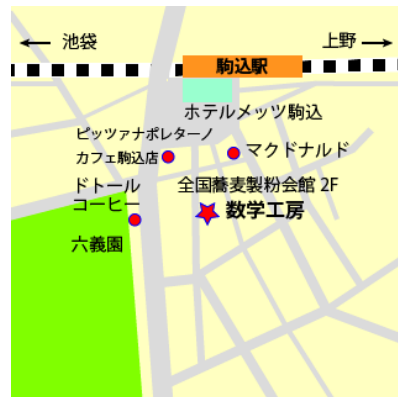 ← 池袋
上野 →
駒込駅
ホテルメッツ駒込
ピッツァナポレターノ
カフェ駒込店
マクドナルド
ドトール
コーヒー
全国蕎麦製粉会館 2F
数学工房
六義園